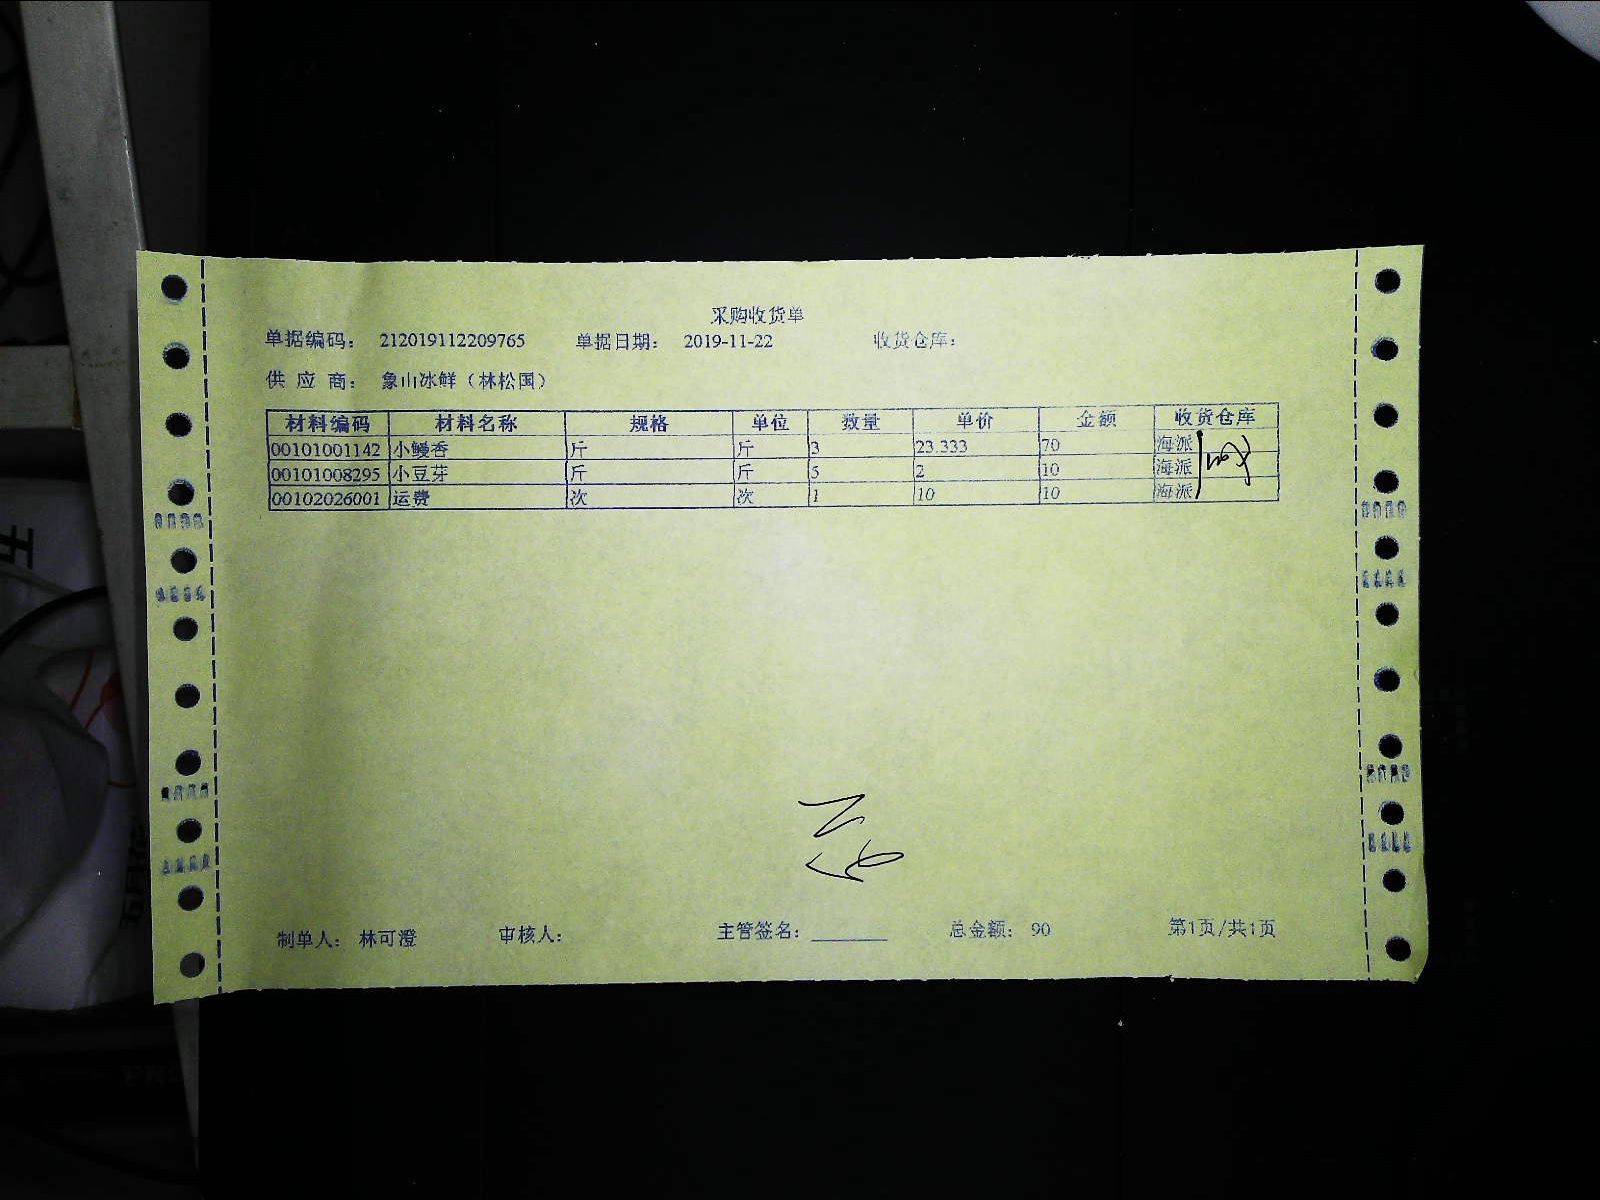 采购收货单
单据编码： 212019112209765 单据日期： 2019-11-22 收货仓库：
供 应 商： 象山冰鲜（林松国）
材料编码 材料名称 规格 单位 数量 单价 金额 收货仓库
00101001142 小鳗香 斤 斤 3 23.333 70 海派
00101008295 小豆芽 斤 斤 5 2 10 海派
00102026001 运费 次 次 1 10 10 海派
制单人： 林可澄 审核人： 主管签名： 总金额： 90 第1页/共1页